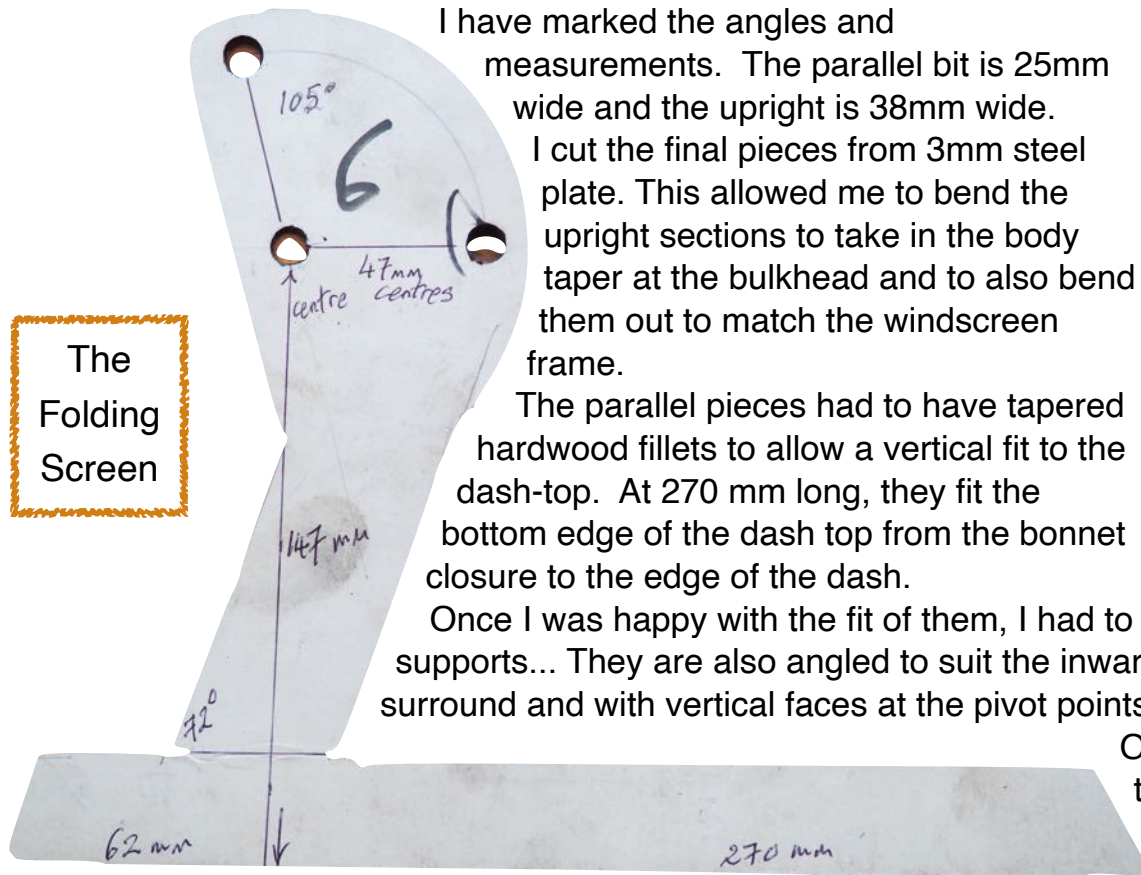 I have marked the angles and
measurements. The parallel bit is 25mm
wide and the upright is 38mm wide.
I cut the final pieces from 3mm steel
plate. This allowed me to bend the
upright sections to take in the body
taper at the bulkhead and to also bend
them out to match the windscreen
frame.
The parallel pieces had to have tapered
hardwood fillets to allow a vertical fit to the
dash-top. At 270 mm long, they fit the
bottom edge of the dash top from the bonnet
closure to the edge of the dash.
Once I was happy with the fit of them, I had to
supports... They are also angled to suit the inwar
surround and with vertical faces at the pivot points
The
Folding
Screen
105°
6
47mm
centre centres
147 mm
72°
62 mm
270 mm